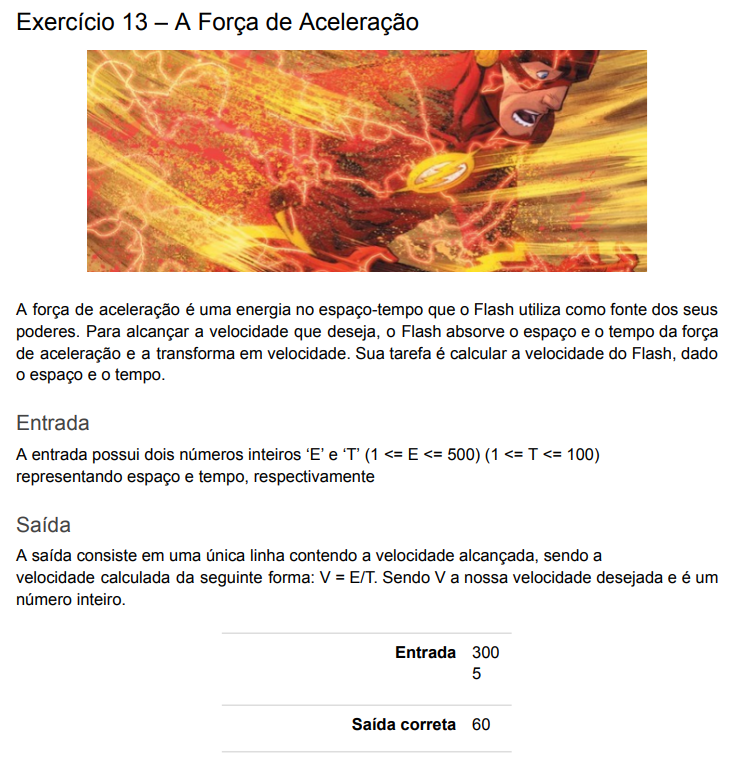 Exercício 13 – A Força de Aceleração
A força de aceleração é uma energia no espaço-tempo que o Flash utiliza como fonte dos seus
poderes. Para alcançar a velocidade que deseja, o Flash absorve o espaço e o tempo da força
de aceleração e a transforma em velocidade. Sua tarefa é calcular a velocidade do Flash, dado
o espaço e o tempo.
Entrada
A entrada possui dois números inteiros ‘E’ e ‘T’ (1 <= E <= 500) (1 <= T <= 100)
representando espaço e tempo, respectivamente
Saída
A saída consiste em uma única linha contendo a velocidade alcançada, sendo a
velocidade calculada da seguinte forma: V = E/T. Sendo V a nossa velocidade desejada e é um
número inteiro.
Entrada 300
5
Saída correta 60